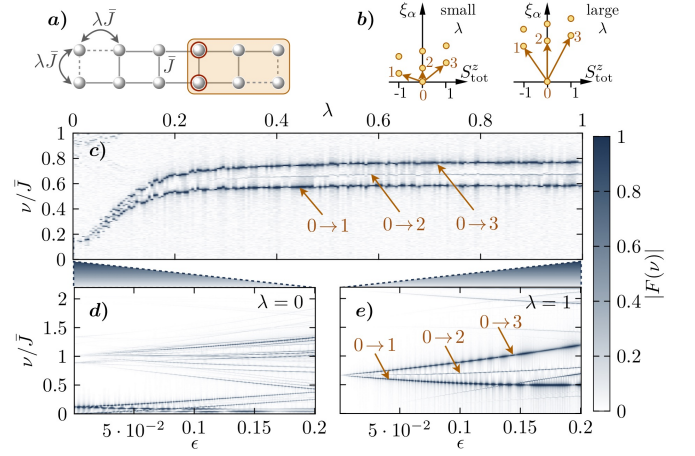 a)
λJ̄
λJ̄
J̄
b)
ξα
small
λ
1
2
3
0
-1
1
S^z_tot
ξα
large
λ
1
2
3
0
-1
1
S^z_tot
0
0.2
0.4
λ
0.6
0.8
1
c)
ν/J̄
1
0.8
0.6
0.4
0.2
0
0→1
0→2
0→3
d)
λ = 0
ν/J̄
2
1.5
1
0.5
0
5 · 10⁻²
0.1
0.15
0.2
ϵ
e)
λ = 1
0→1
0→2
0→3
5 · 10⁻²
0.1
0.15
0.2
ϵ
1
0.8
0.6
0.4
0.2
0
|F(ν)|